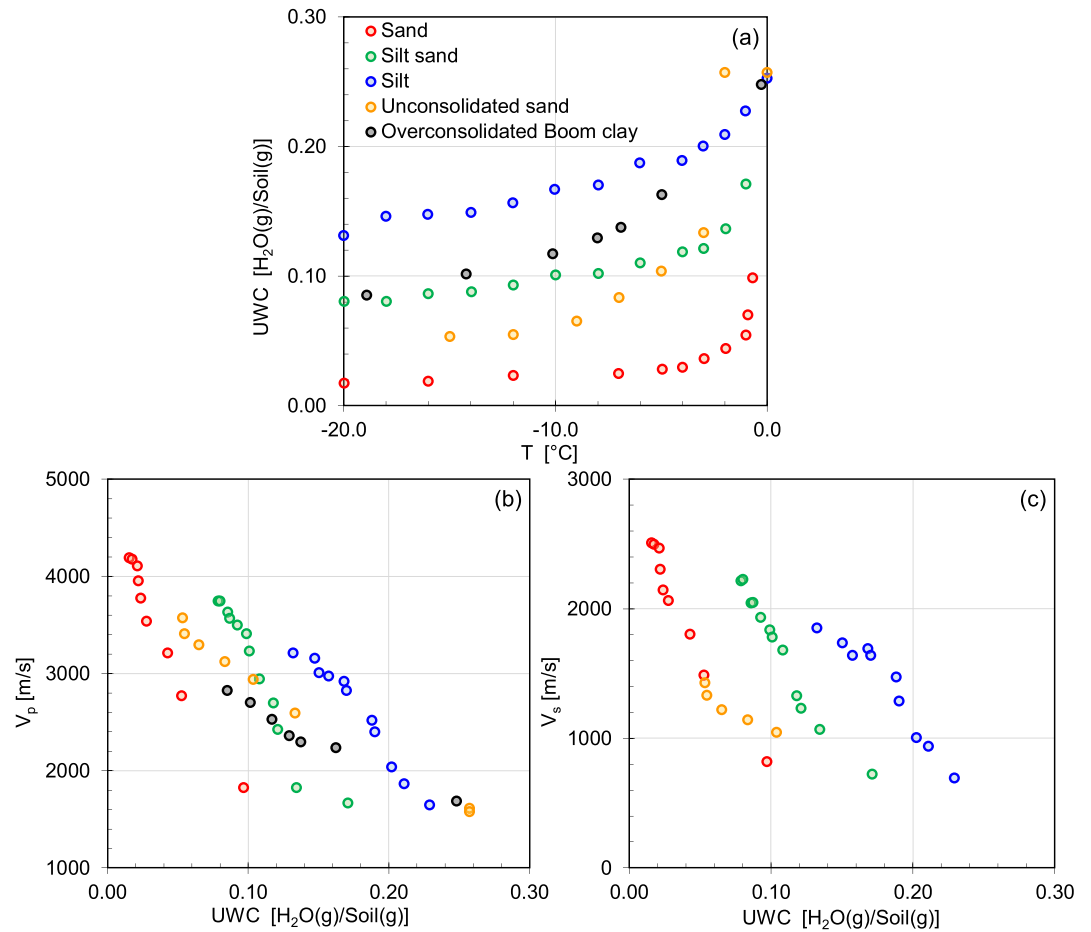 0.30
(a)
Sand
Silt sand
Silt
Unconsolidated sand
Overconsolidated Boom clay
0.20
0.10
0.00
UWC [H₂O(g)/Soil(g)]
-20.0 -10.0 0.0
T [°C]
5000
(b)
4000
3000
2000
1000
Vₚ [m/s]
0.00 0.10 0.20 0.30
UWC [H₂O(g)/Soil(g)]
3000
(c)
2000
1000
0
Vₛ [m/s]
0.00 0.10 0.20 0.30
UWC [H₂O(g)/Soil(g)]